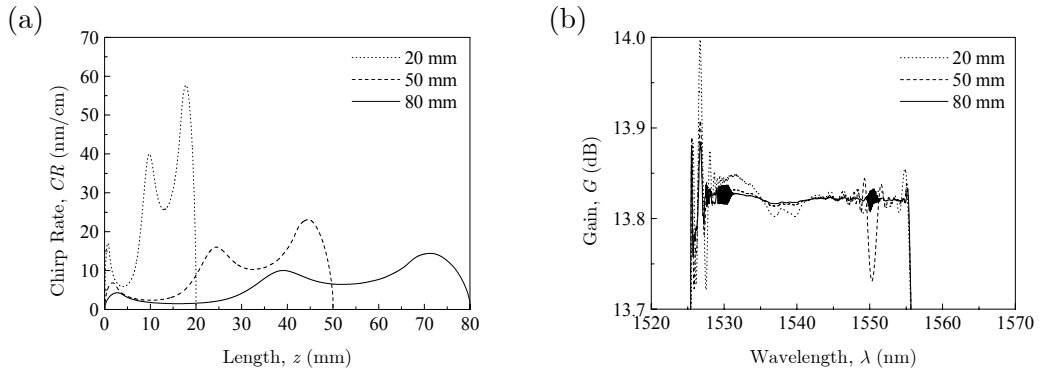 (a)
70
60
50
40
30
20
10
0
Chirp Rate, CR (nm/cm)
20 mm
50 mm
80 mm
0 10 20 30 40 50 60 70 80
Length, z (mm)
(b)
14.0
13.9
13.8
13.7
Gain, G (dB)
20 mm
50 mm
80 mm
1520 1530 1540 1550 1560 1570
Wavelength, λ (nm)